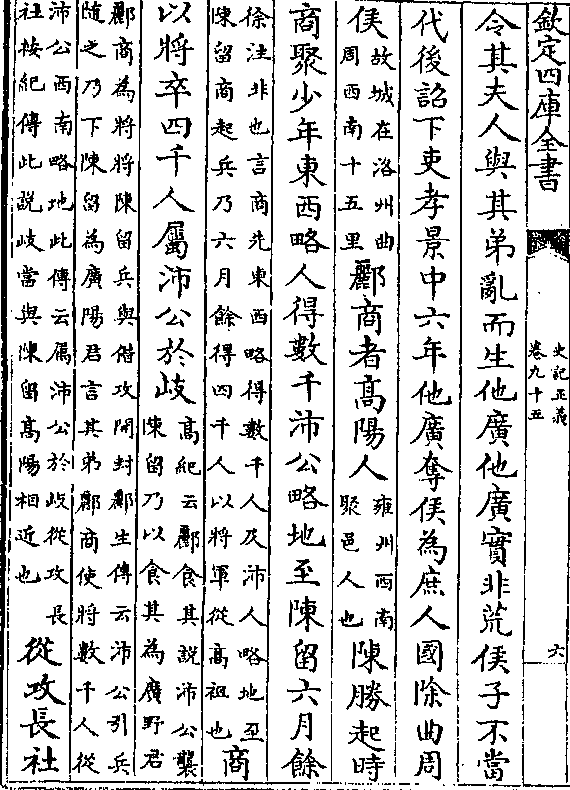 欽定四庫全書
史記正義
卷九十五
六
令其夫人與其弟亂而生他廣他廣實非荒侯子不當
代後詔下吏孝景中六年他廣奪侯為庶人國除曲周
侯故城在洛州曲周西南十五里酈商者高陽人雍州西南聚邑人也陳勝起時
商聚少年東西略人得數千沛公略地至陳留六月餘
徐注非也言商先東西略得數千人及沛人略地至陳留商起兵乃六月餘得四千人以將軍從高祖也商
以將卒四千人屬沛公於岐高紀云酈食其說沛公襲陳留乃以食其為廣野君
酈商為將將陳留兵與偕攻開封酈生傳云沛公引兵隨之乃下陳留為廣陽君言其弟酈商使將數千人從
沛公西南略地此傳云屬沛公於岐從攻長社按紀傳此說岐當與陳留高陽相近也從攻長社